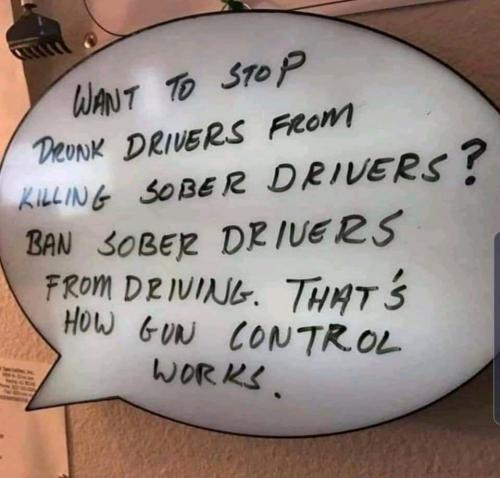 WANT TO STOP
DRUNK DRIVERS FROM
KILLING SOBER DRIVERS?
BAN SOBER DRIVERS
FROM DRIVING. THAT'S
HOW GUN CONTROL
WORKS.